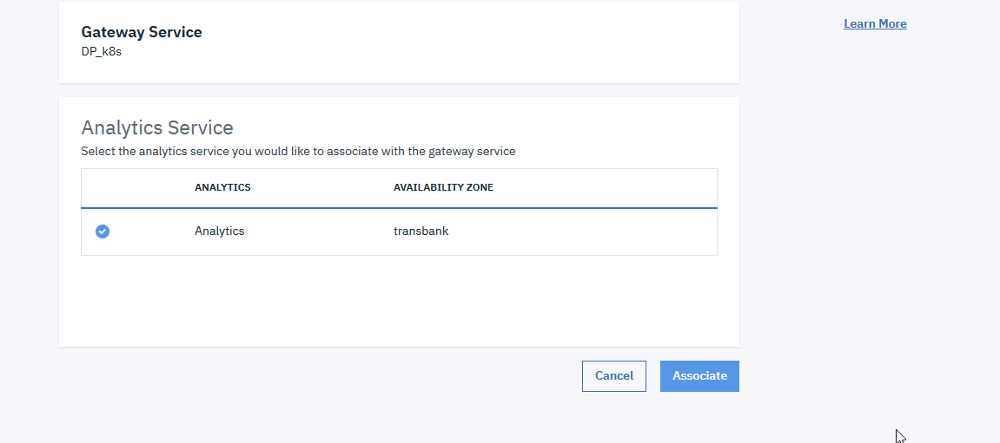 Gateway Service
Learn More
DP_k8s
Analytics Service
Select the analytics service you would like to associate with the gateway service
ANALYTICS AVAILABILITY ZONE
Analytics transbank
Cancel Associate